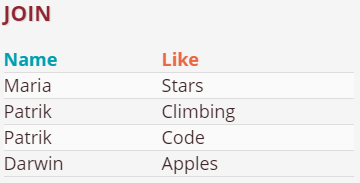 JOIN
Name Like
Maria Stars
Patrik Climbing
Patrik Code
Darwin Apples